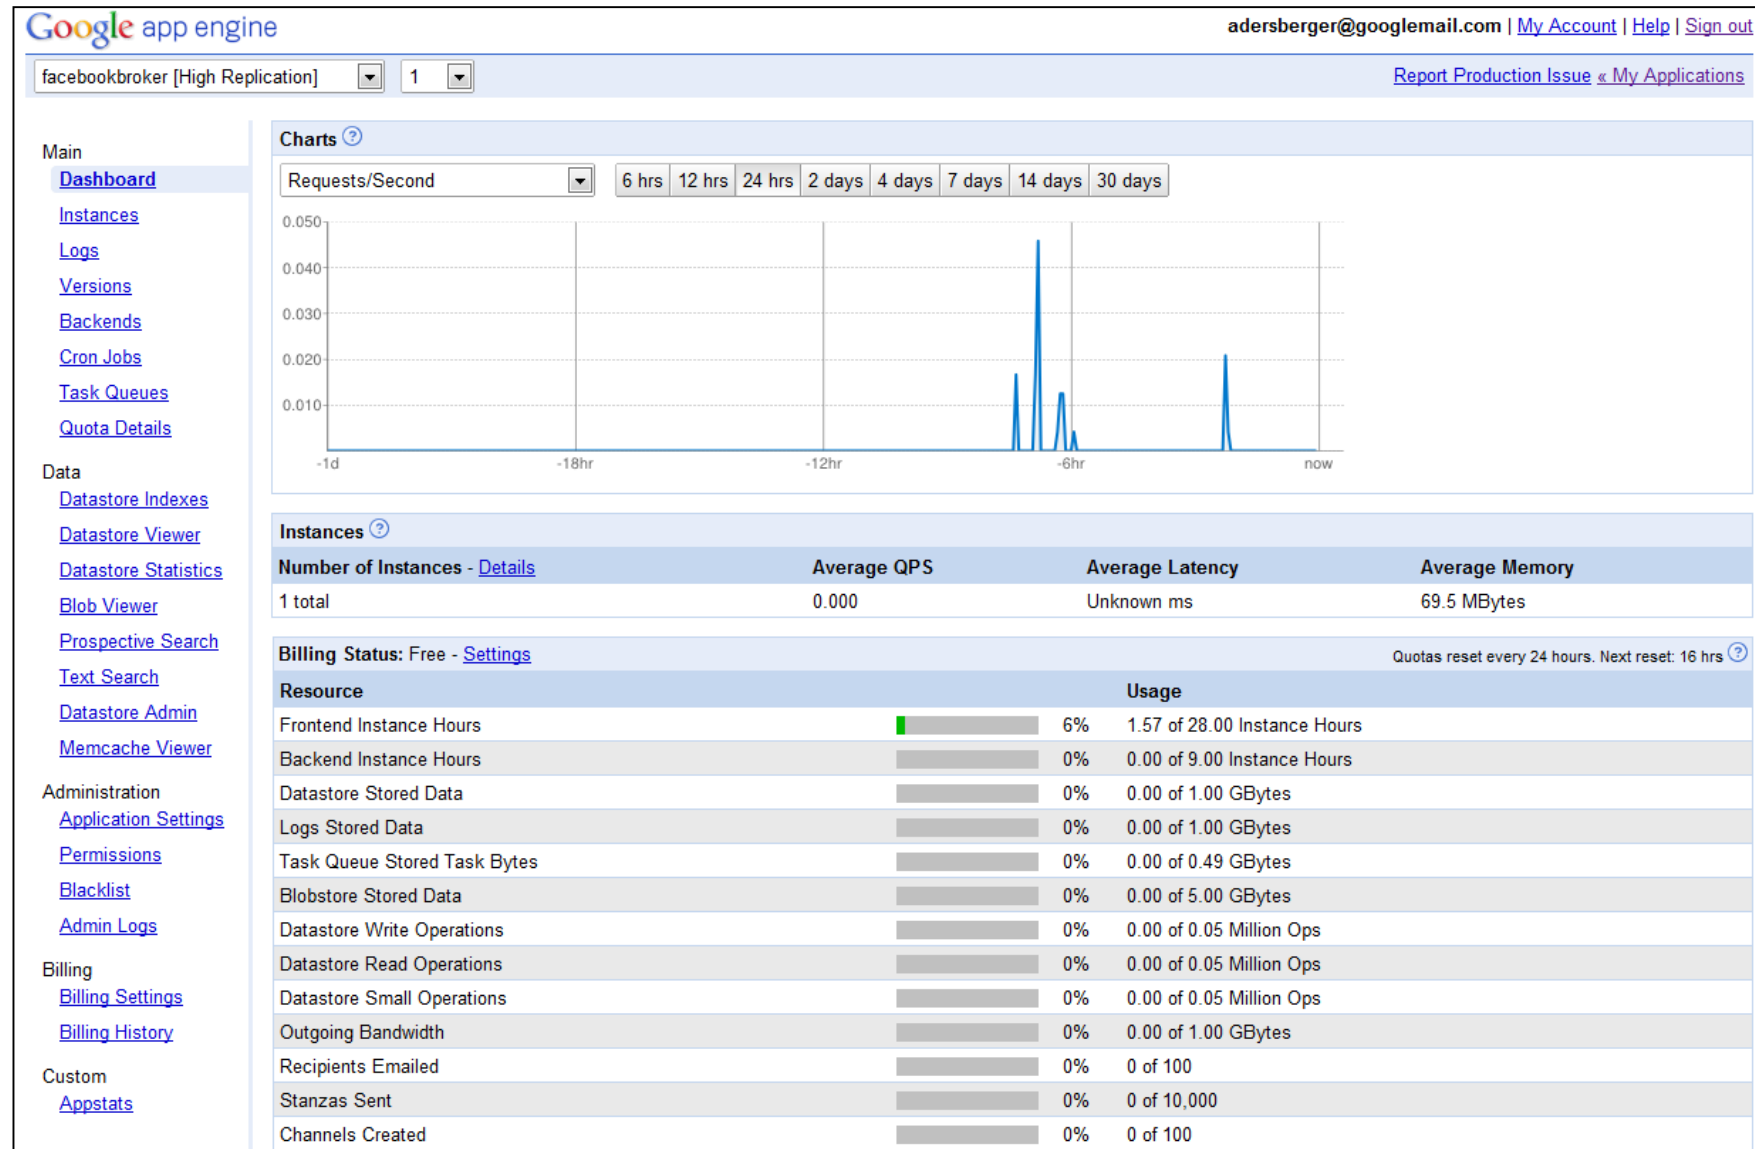 Google app engine
adersberger@googlemail.com | My Account | Help | Sign out
facebookbroker [High Replication] 1
Report Production Issue « My Applications
Main
Dashboard
Instances
Logs
Versions
Backends
Cron Jobs
Task Queues
Quota Details
Data
Datastore Indexes
Datastore Viewer
Datastore Statistics
Blob Viewer
Prospective Search
Text Search
Datastore Admin
Memcache Viewer
Administration
Application Settings
Permissions
Blacklist
Admin Logs
Billing
Billing Settings
Billing History
Custom
Appstats
Charts ?
Requests/Second 6 hrs 12 hrs 24 hrs 2 days 4 days 7 days 14 days 30 days
0.050
0.040
0.030
0.020
0.010
-1d -18hr -12hr -6hr now
Instances ?
Number of Instances - Details Average QPS Average Latency Average Memory
1 total 0.000 Unknown ms 69.5 MBytes
Billing Status: Free - Settings Quotas reset every 24 hours. Next reset: 16 hrs ?
Resource Usage
Frontend Instance Hours 6% 1.57 of 28.00 Instance Hours
Backend Instance Hours 0% 0.00 of 9.00 Instance Hours
Datastore Stored Data 0% 0.00 of 1.00 GBytes
Logs Stored Data 0% 0.00 of 1.00 GBytes
Task Queue Stored Task Bytes 0% 0.00 of 0.49 GBytes
Blobstore Stored Data 0% 0.00 of 5.00 GBytes
Datastore Write Operations 0% 0.00 of 0.05 Million Ops
Datastore Read Operations 0% 0.00 of 0.05 Million Ops
Datastore Small Operations 0% 0.00 of 0.05 Million Ops
Outgoing Bandwidth 0% 0.00 of 1.00 GBytes
Recipients Emailed 0% 0 of 100
Stanzas Sent 0% 0 of 10,000
Channels Created 0% 0 of 100